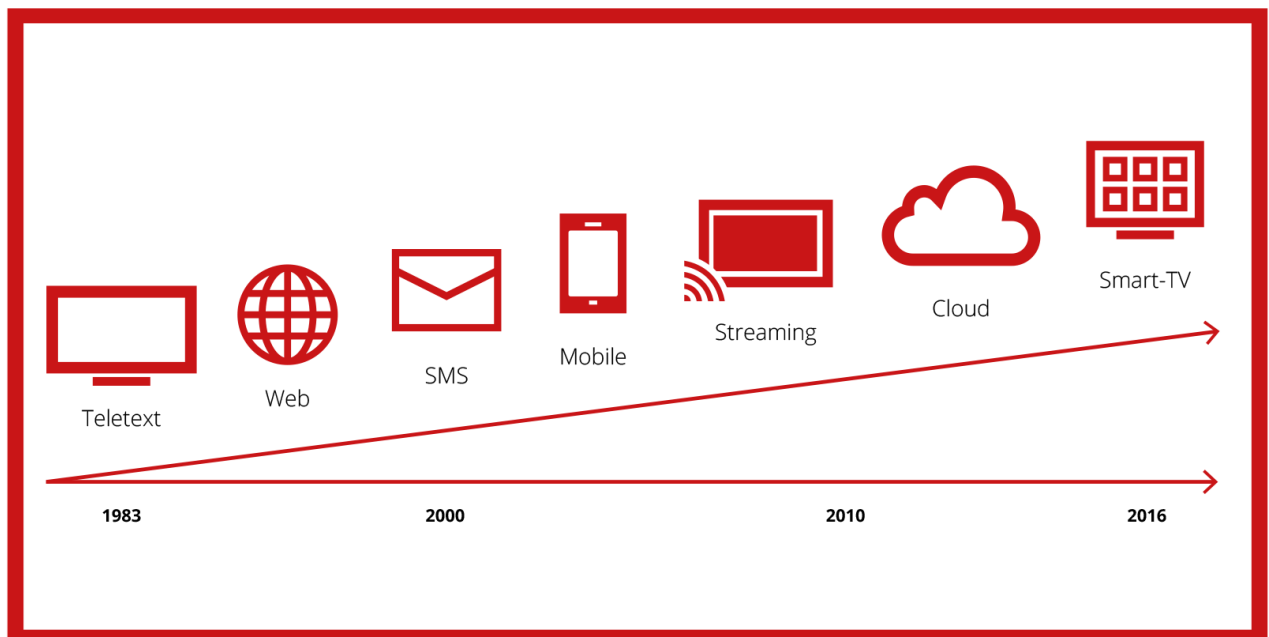 Teletext
Web
SMS
Mobile
Streaming
Cloud
Smart-TV
1983
2000
2010
2016